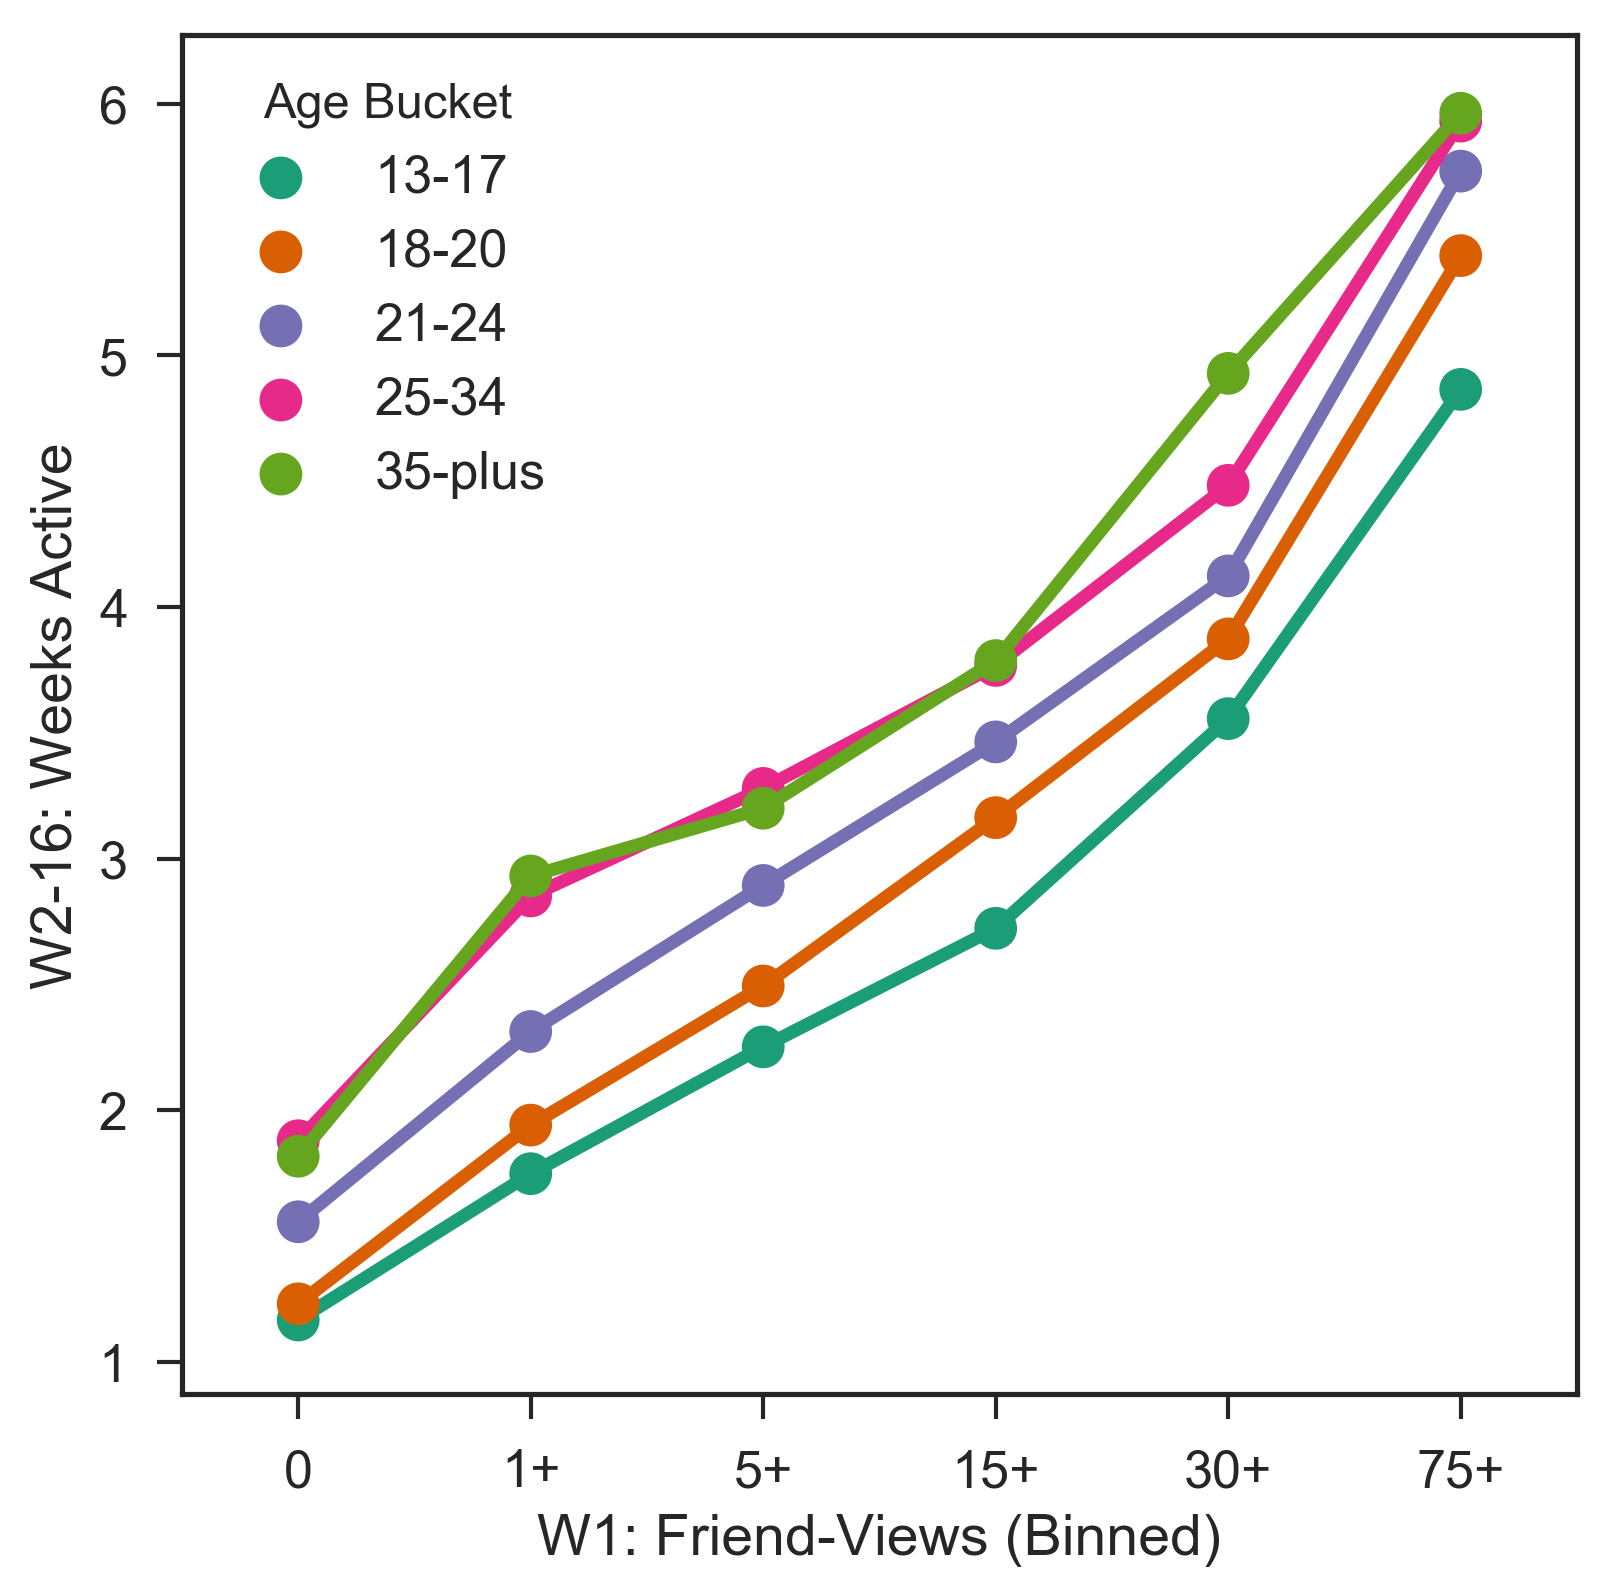 Age Bucket
13-17
18-20
21-24
25-34
35-plus
6
5
4
3
2
1
W2-16: Weeks Active
0 1+ 5+ 15+ 30+ 75+
W1: Friend-Views (Binned)